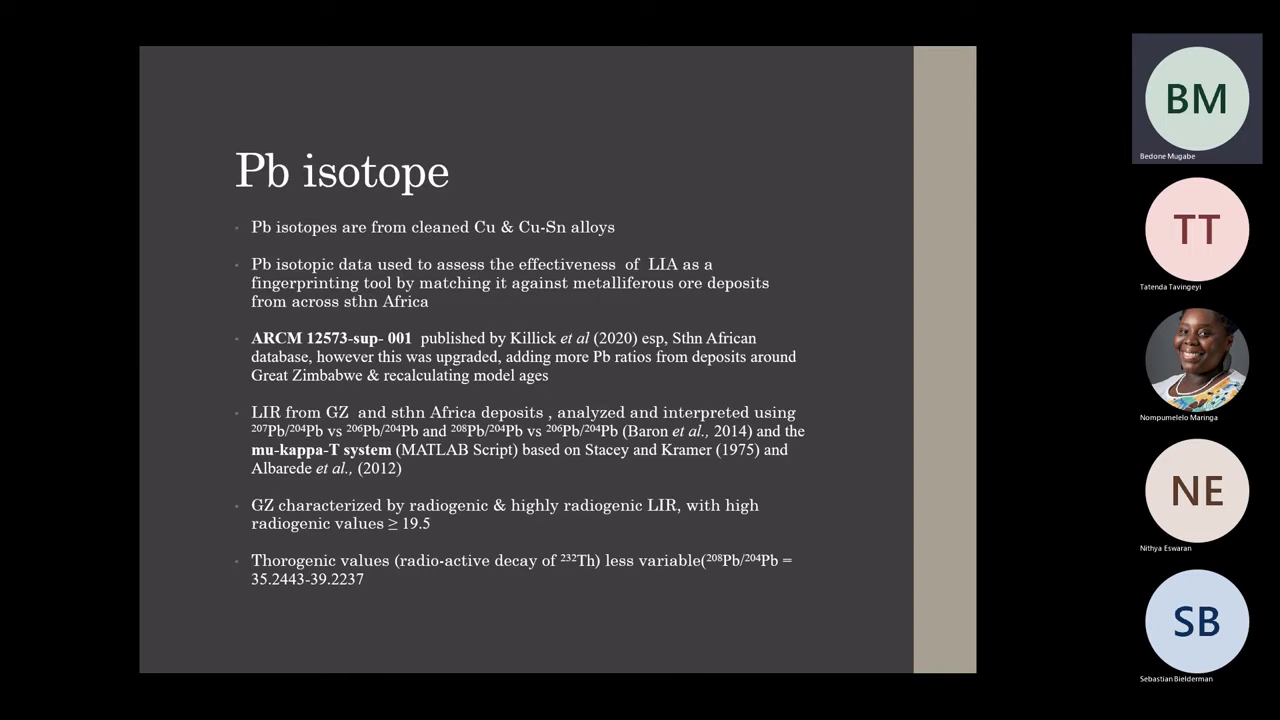 Pb isotope
Pb isotopes are from cleaned Cu & Cu-Sn alloys
Pb isotopic data used to assess the effectiveness of LIA as a
fingerprinting tool by matching it against metalliferous ore deposits
from across sthn Africa
ARCM 12573-sup- 001 published by Killick et al (2020) esp, Sthn African
database, however this was upgraded, adding more Pb ratios from deposits around
Great Zimbabwe & recalculating model ages
LIR from GZ and sthn Africa deposits , analyzed and interpreted using
²⁰⁷Pb/²⁰⁴Pb vs ²⁰⁶Pb/²⁰⁴Pb and ²⁰⁸Pb/²⁰⁴Pb vs ²⁰⁶Pb/²⁰⁴Pb (Baron et al., 2014) and the
mu-kappa-T system (MATLAB Script) based on Stacey and Kramer (1975) and
Albarede et al., (2012)
GZ characterized by radiogenic & highly radiogenic LIR, with high
radiogenic values ≥ 19.5
Thorogenic values (radio-active decay of ²³²Th) less variable(²⁰⁸Pb/²⁰⁴Pb =
35.2443-39.2237
BM
Bedone Mugabe
TT
Tatenda Tavingeyi
Nompumelelo Maringa
NE
Nithya Eswaran
SB
Sebastian Bielderman